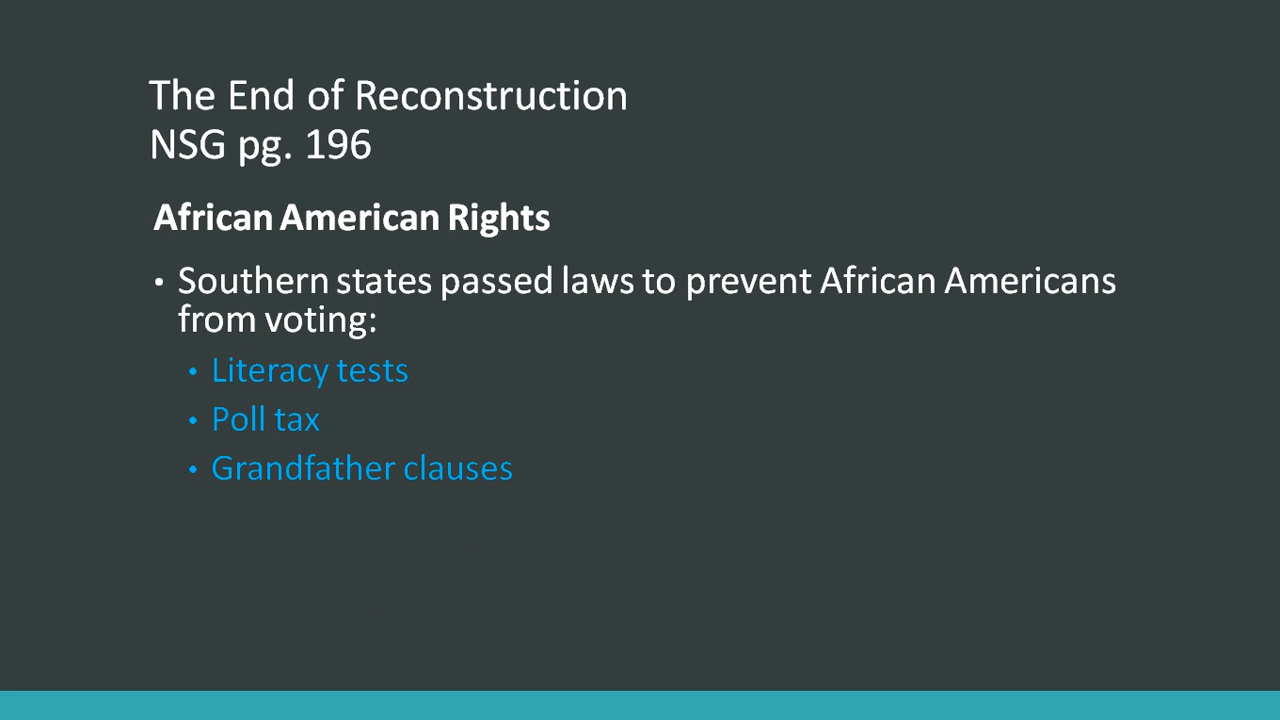 The End of Reconstruction
NSG pg. 196
African American Rights
• Southern states passed laws to prevent African Americans
from voting:
• Literacy tests
• Poll tax
• Grandfather clauses